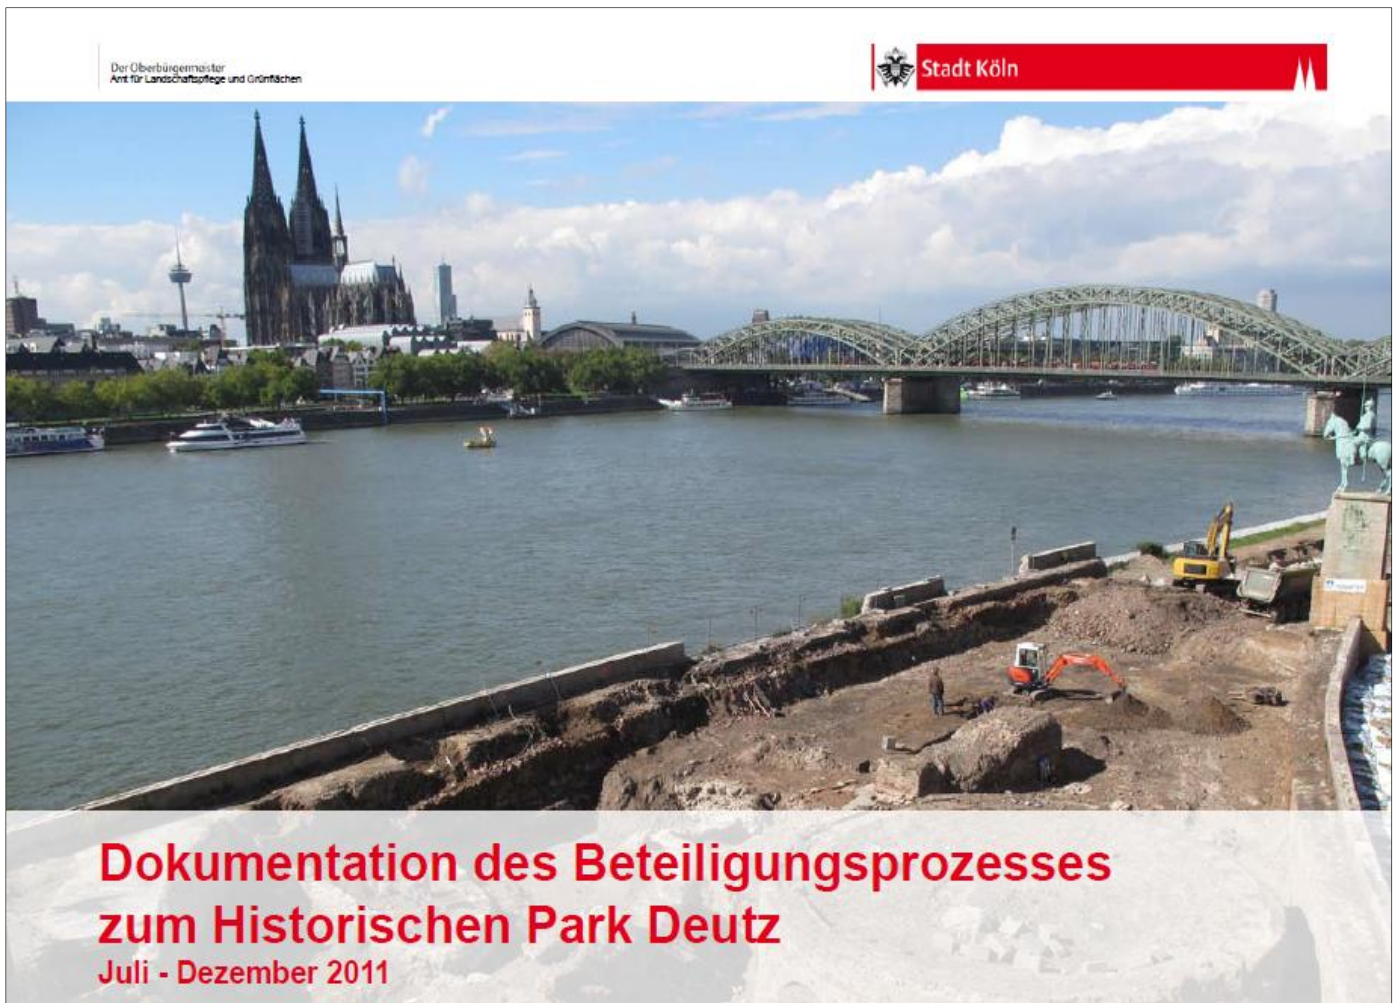 Der Oberbürgermeister
Amt für Landschaftspflege und Grünflächen
Stadt Köln
Dokumentation des Beteiligungsprozesses
zum Historischen Park Deutz
Juli - Dezember 2011